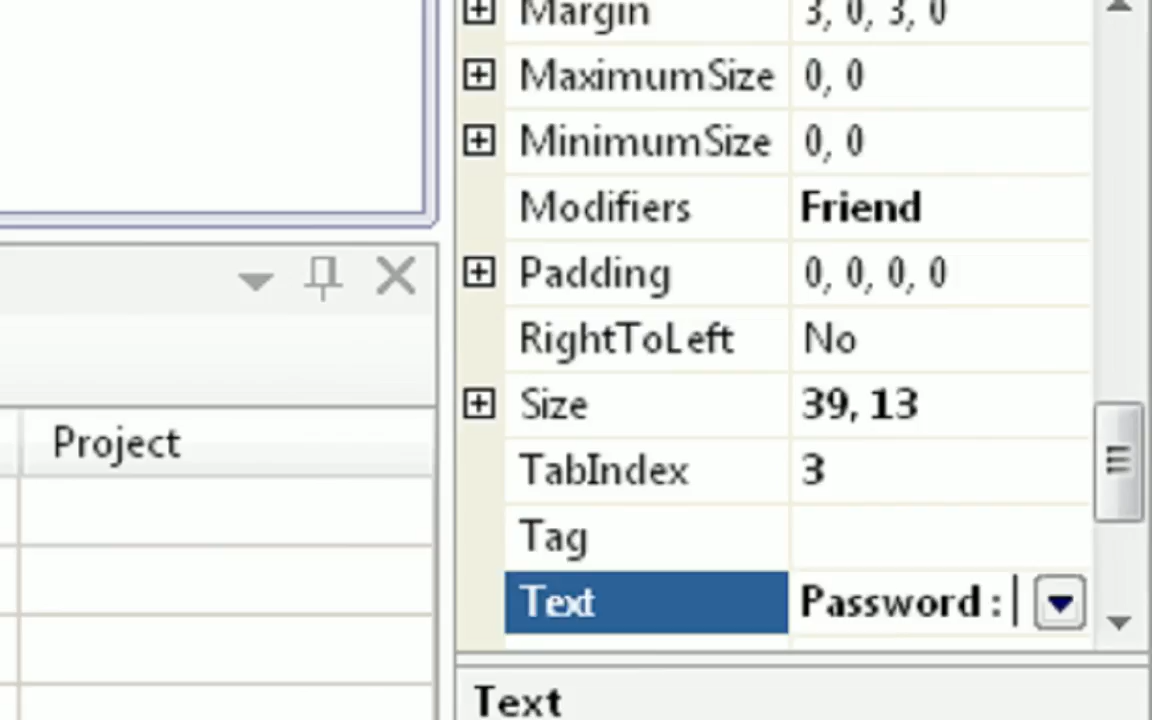 Margin 3, 0, 3, 0
MaximumSize 0, 0
MinimumSize 0, 0
Modifiers Friend
Padding 0, 0, 0, 0
RightToLeft No
Size 39, 13
Project
TabIndex 3
Tag
Text Password :
Text